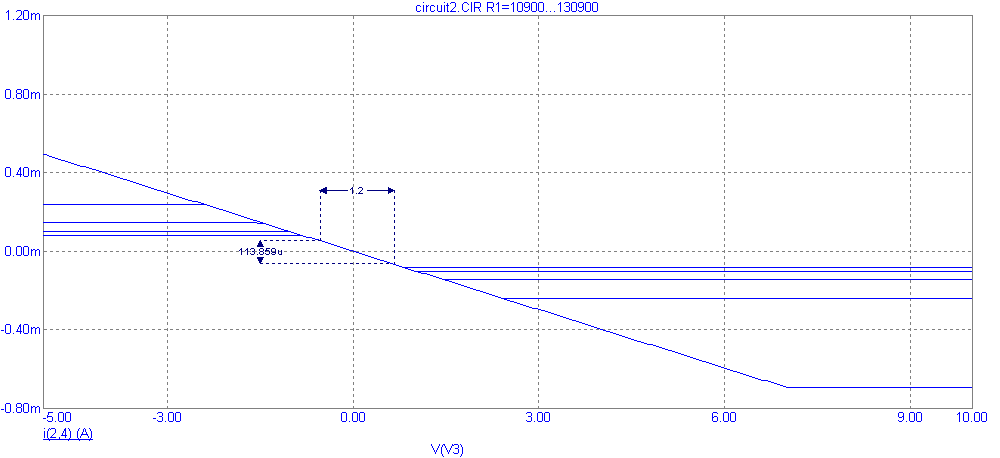 circuit2.CIR R1=10900...130900
1.20m
0.80m
0.40m
1.2
113.859u
0.00m
-0.40m
-0.80m
-5.00 -3.00 0.00 3.00 6.00 9.00 10.00
i(2,4) (A)
V(V3)